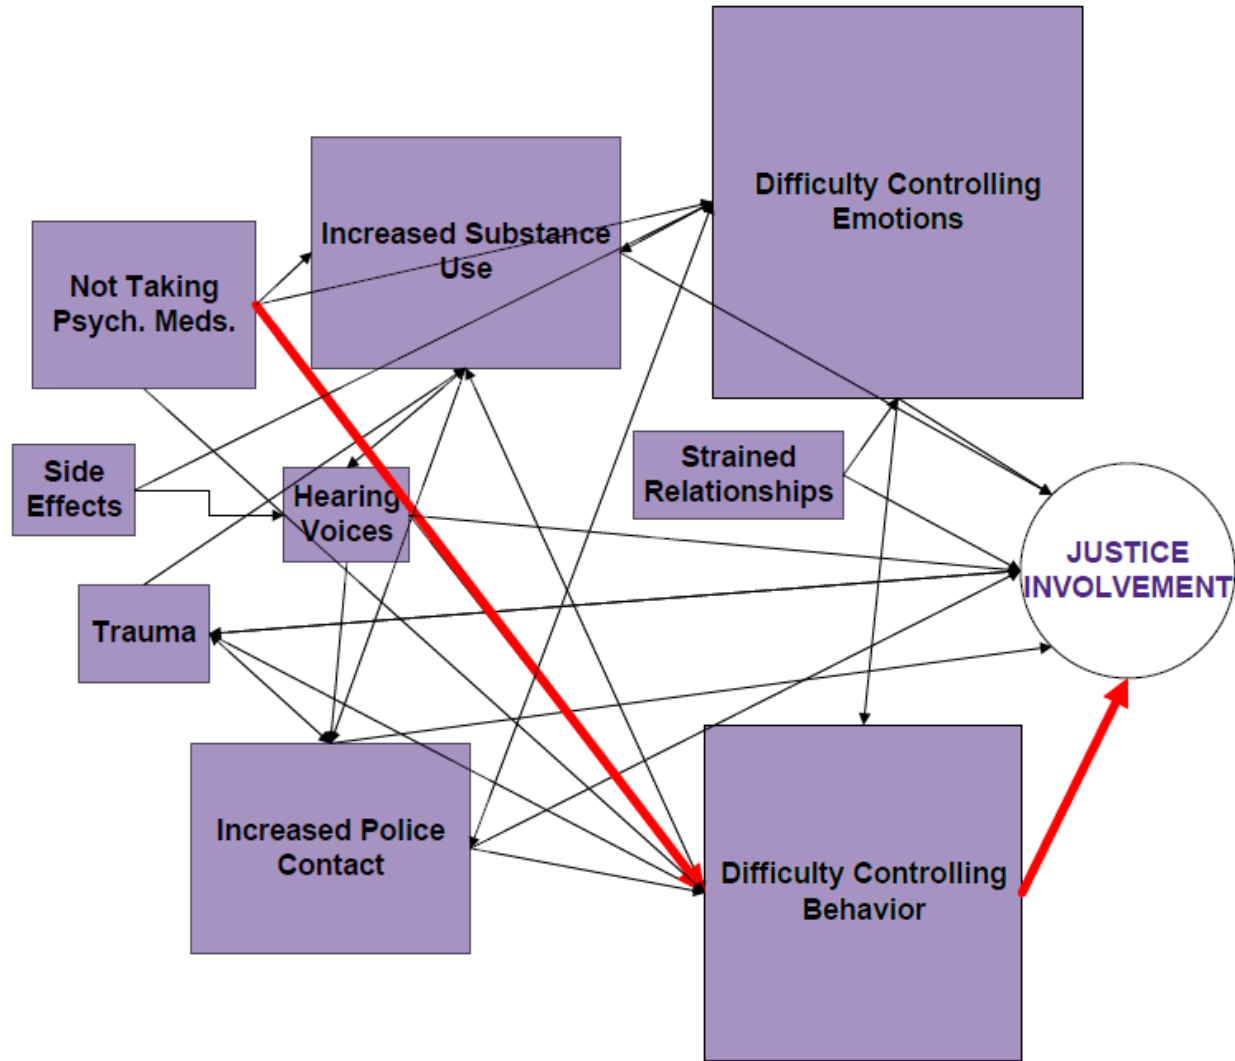 Difficulty Controlling
Emotions
Increased Substance
Use
Not Taking
Psych. Meds.
Strained
Relationships
Side
Effects
Hearing
Voices
JUSTICE
INVOLVEMENT
Trauma
Increased Police
Contact
Difficulty Controlling
Behavior